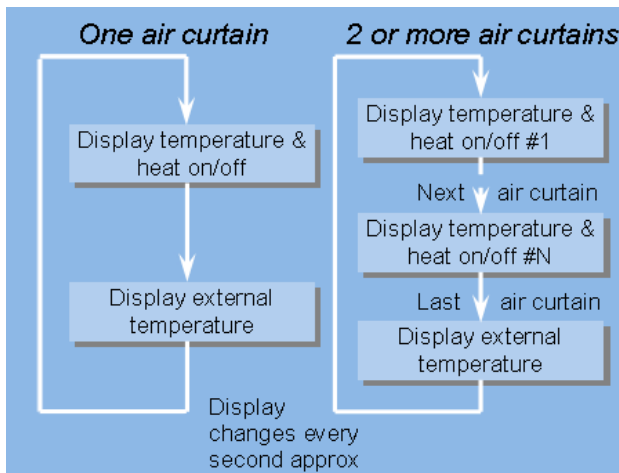 One air curtain
Display temperature &
heat on/off
Display external
temperature
2 or more air curtains
Display temperature &
heat on/off #1
Next air curtain
Display temperature &
heat on/off #N
Last air curtain
Display external
temperature
Display
changes every
second approx